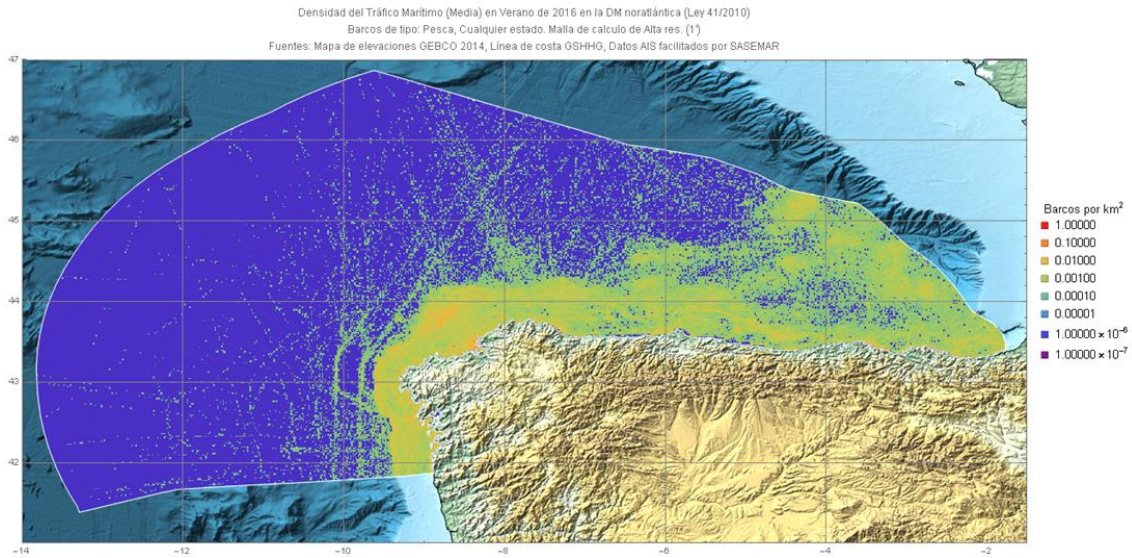 Densidad del Tráfico Marítimo (Media) en Verano de 2016 en la DM noratlántica (Ley 41/2010)
Barcos de tipo: Pesca, Cualquier estado. Malla de calculo de Alta res. (1')
Fuentes: Mapa de elevaciones GEBCO 2014, Línea de costa GSHHG, Datos AIS facilitados por SASEMAR
47
46
45
44
43
42
-14 -12 -10 -8 -6 -4 -2
Barcos por km²
1.00000
0.10000
0.01000
0.00100
0.00010
0.00001
1.00000 × 10⁻⁶
1.00000 × 10⁻⁷